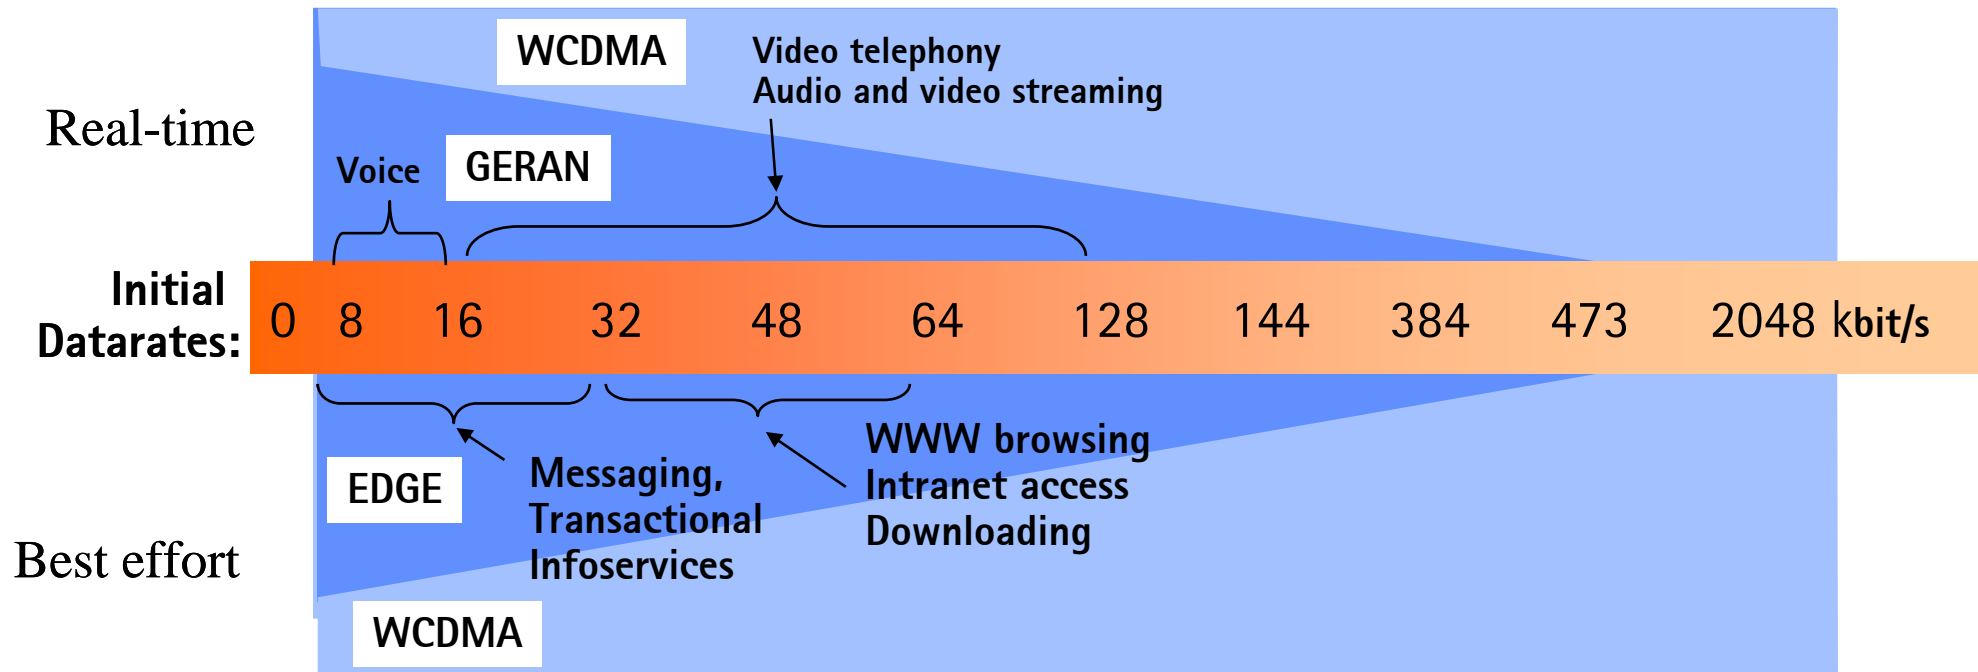 WCDMA
Video telephony
Audio and video streaming
Real-time
Voice
GERAN
Initial
Datarates:
0 8 16 32 48 64 128 144 384 473 2048 kbit/s
WWW browsing
Intranet access
Downloading
EDGE
Messaging,
Transactional
Infoservices
Best effort
WCDMA